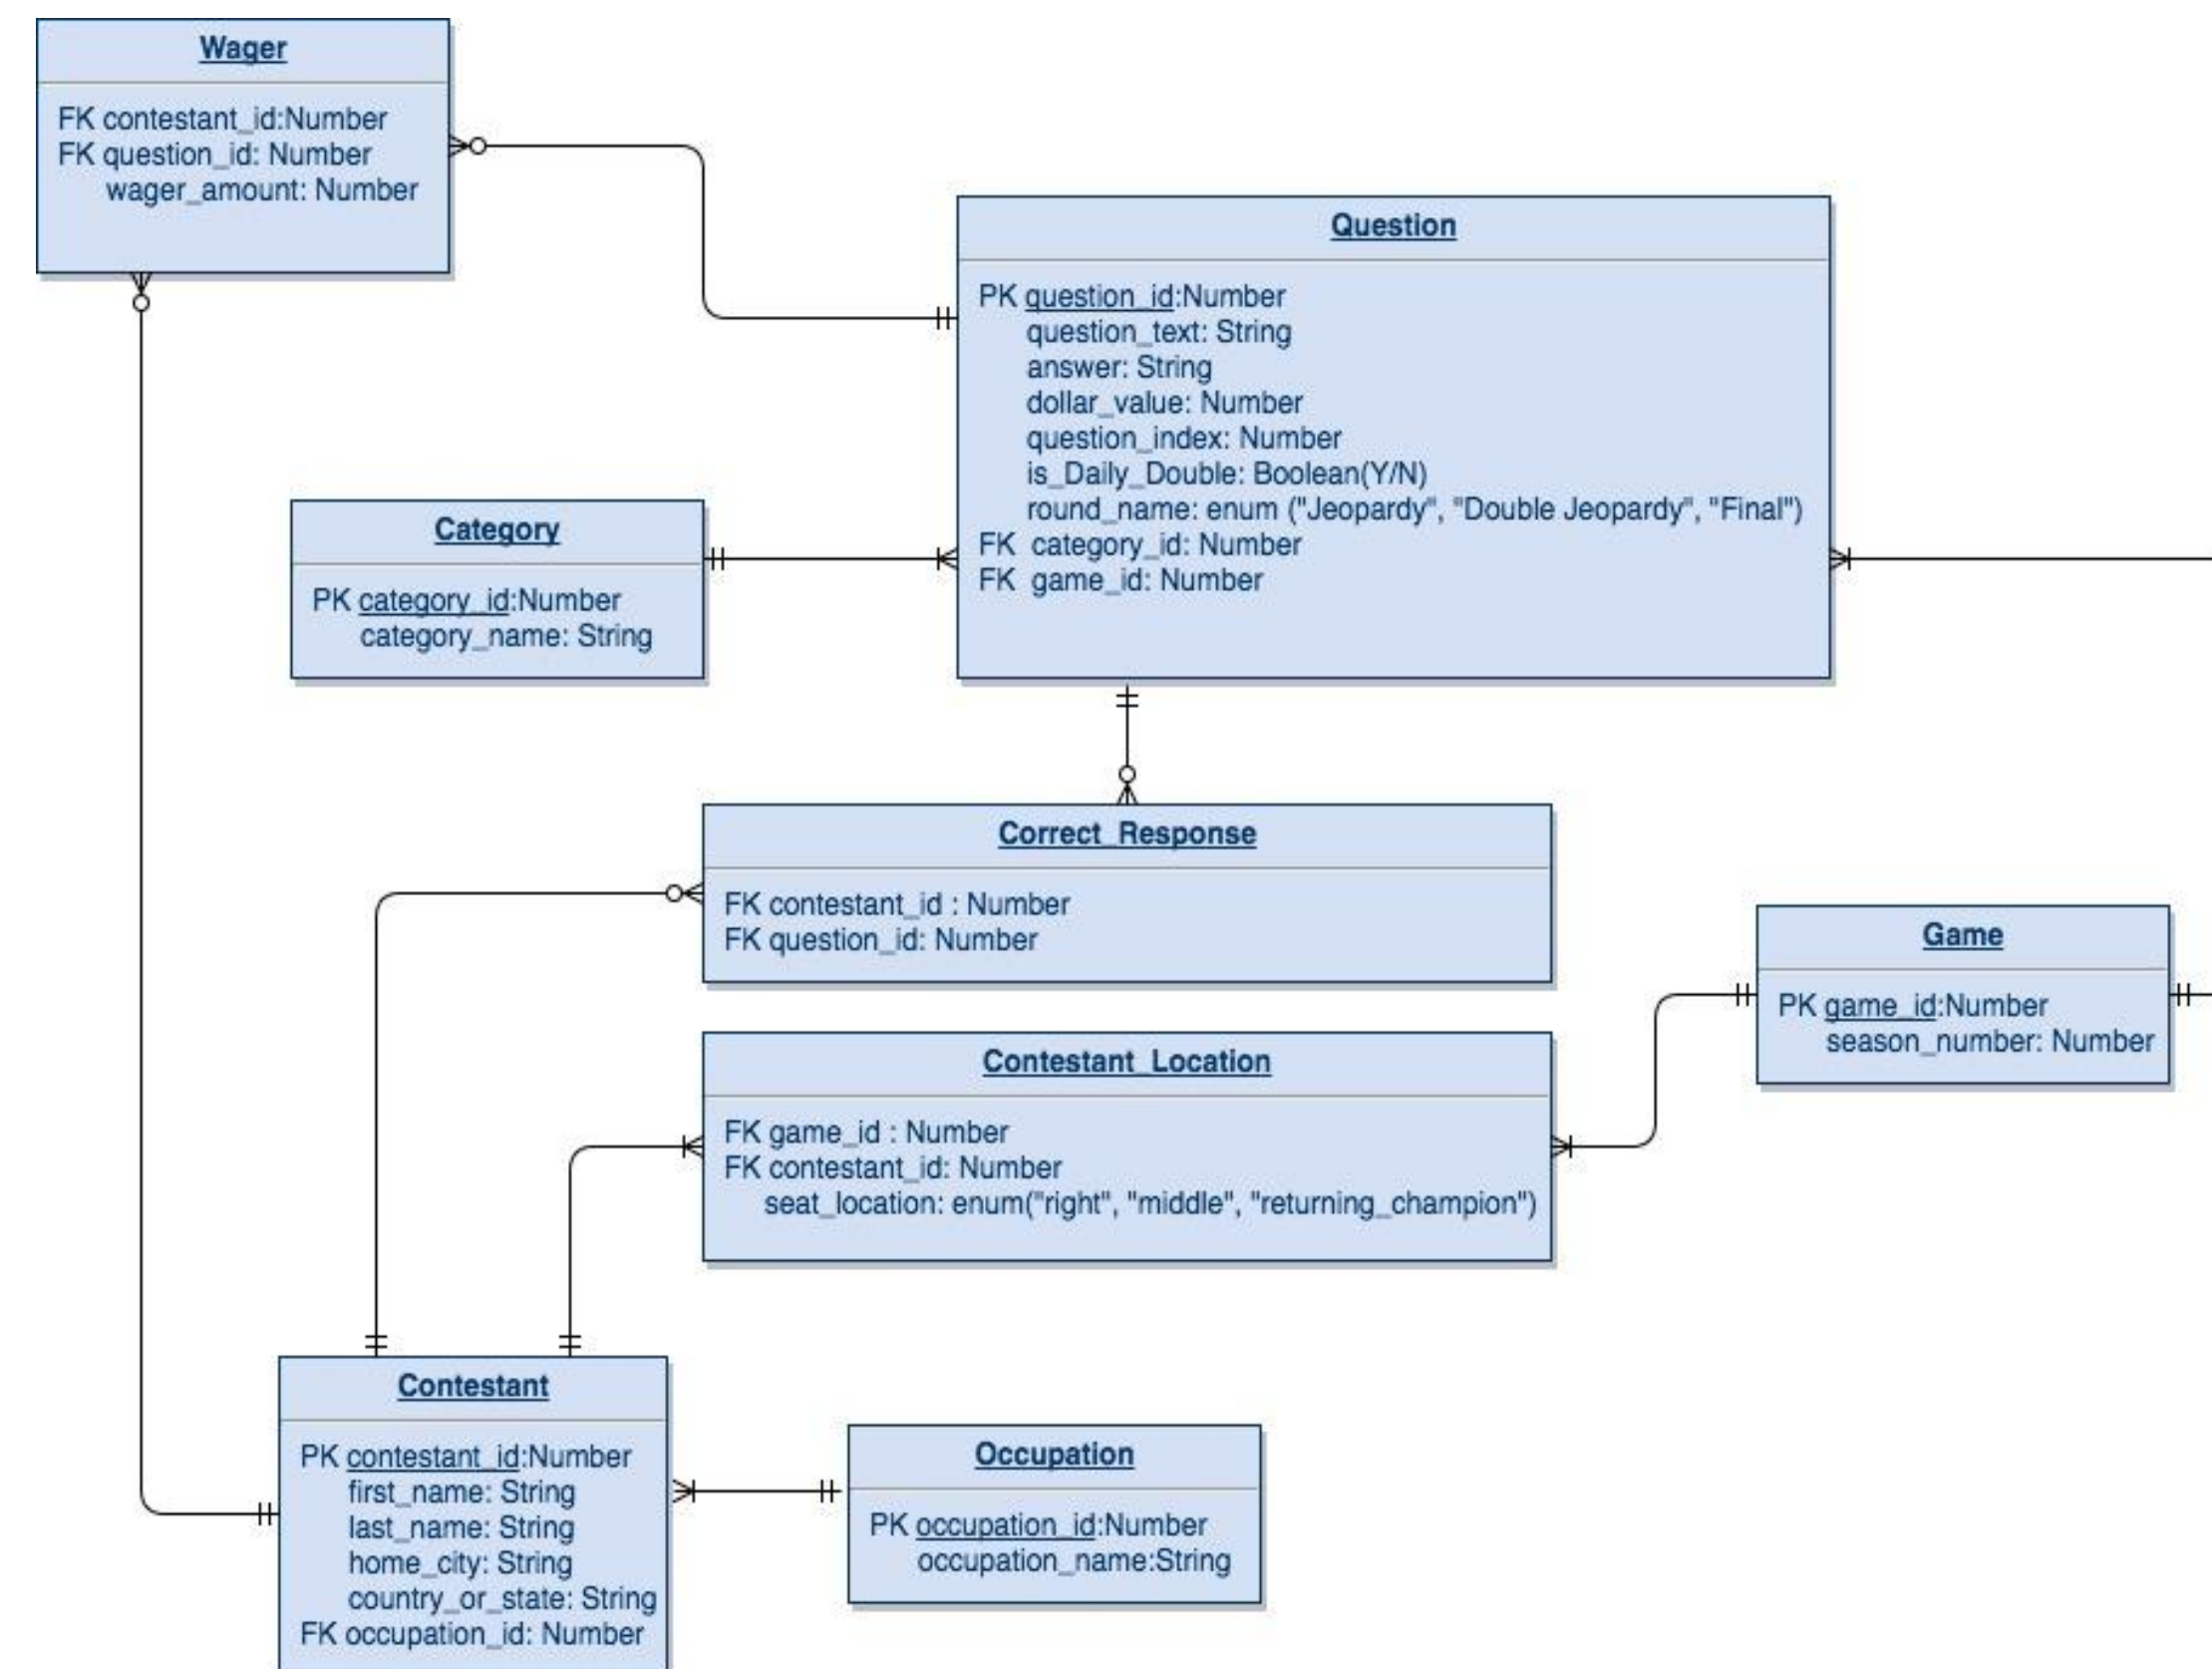 Wager
FK contestant_id:Number
FK question_id: Number
wager_amount: Number
Question
PK question_id:Number
question_text: String
answer: String
dollar_value: Number
question_index: Number
is_Daily_Double: Boolean(Y/N)
round_name: enum ("Jeopardy", "Double Jeopardy", "Final")
FK category_id: Number
FK game_id: Number
Category
PK category_id:Number
category_name: String
Correct_Response
FK contestant_id : Number
FK question_id: Number
Game
PK game_id:Number
season_number: Number
Contestant_Location
FK game_id : Number
FK contestant_id: Number
seat_location: enum("right", "middle", "returning_champion")
Contestant
PK contestant_id:Number
first_name: String
last_name: String
home_city: String
country_or_state: String
FK occupation_id: Number
Occupation
PK occupation_id:Number
occupation_name:String